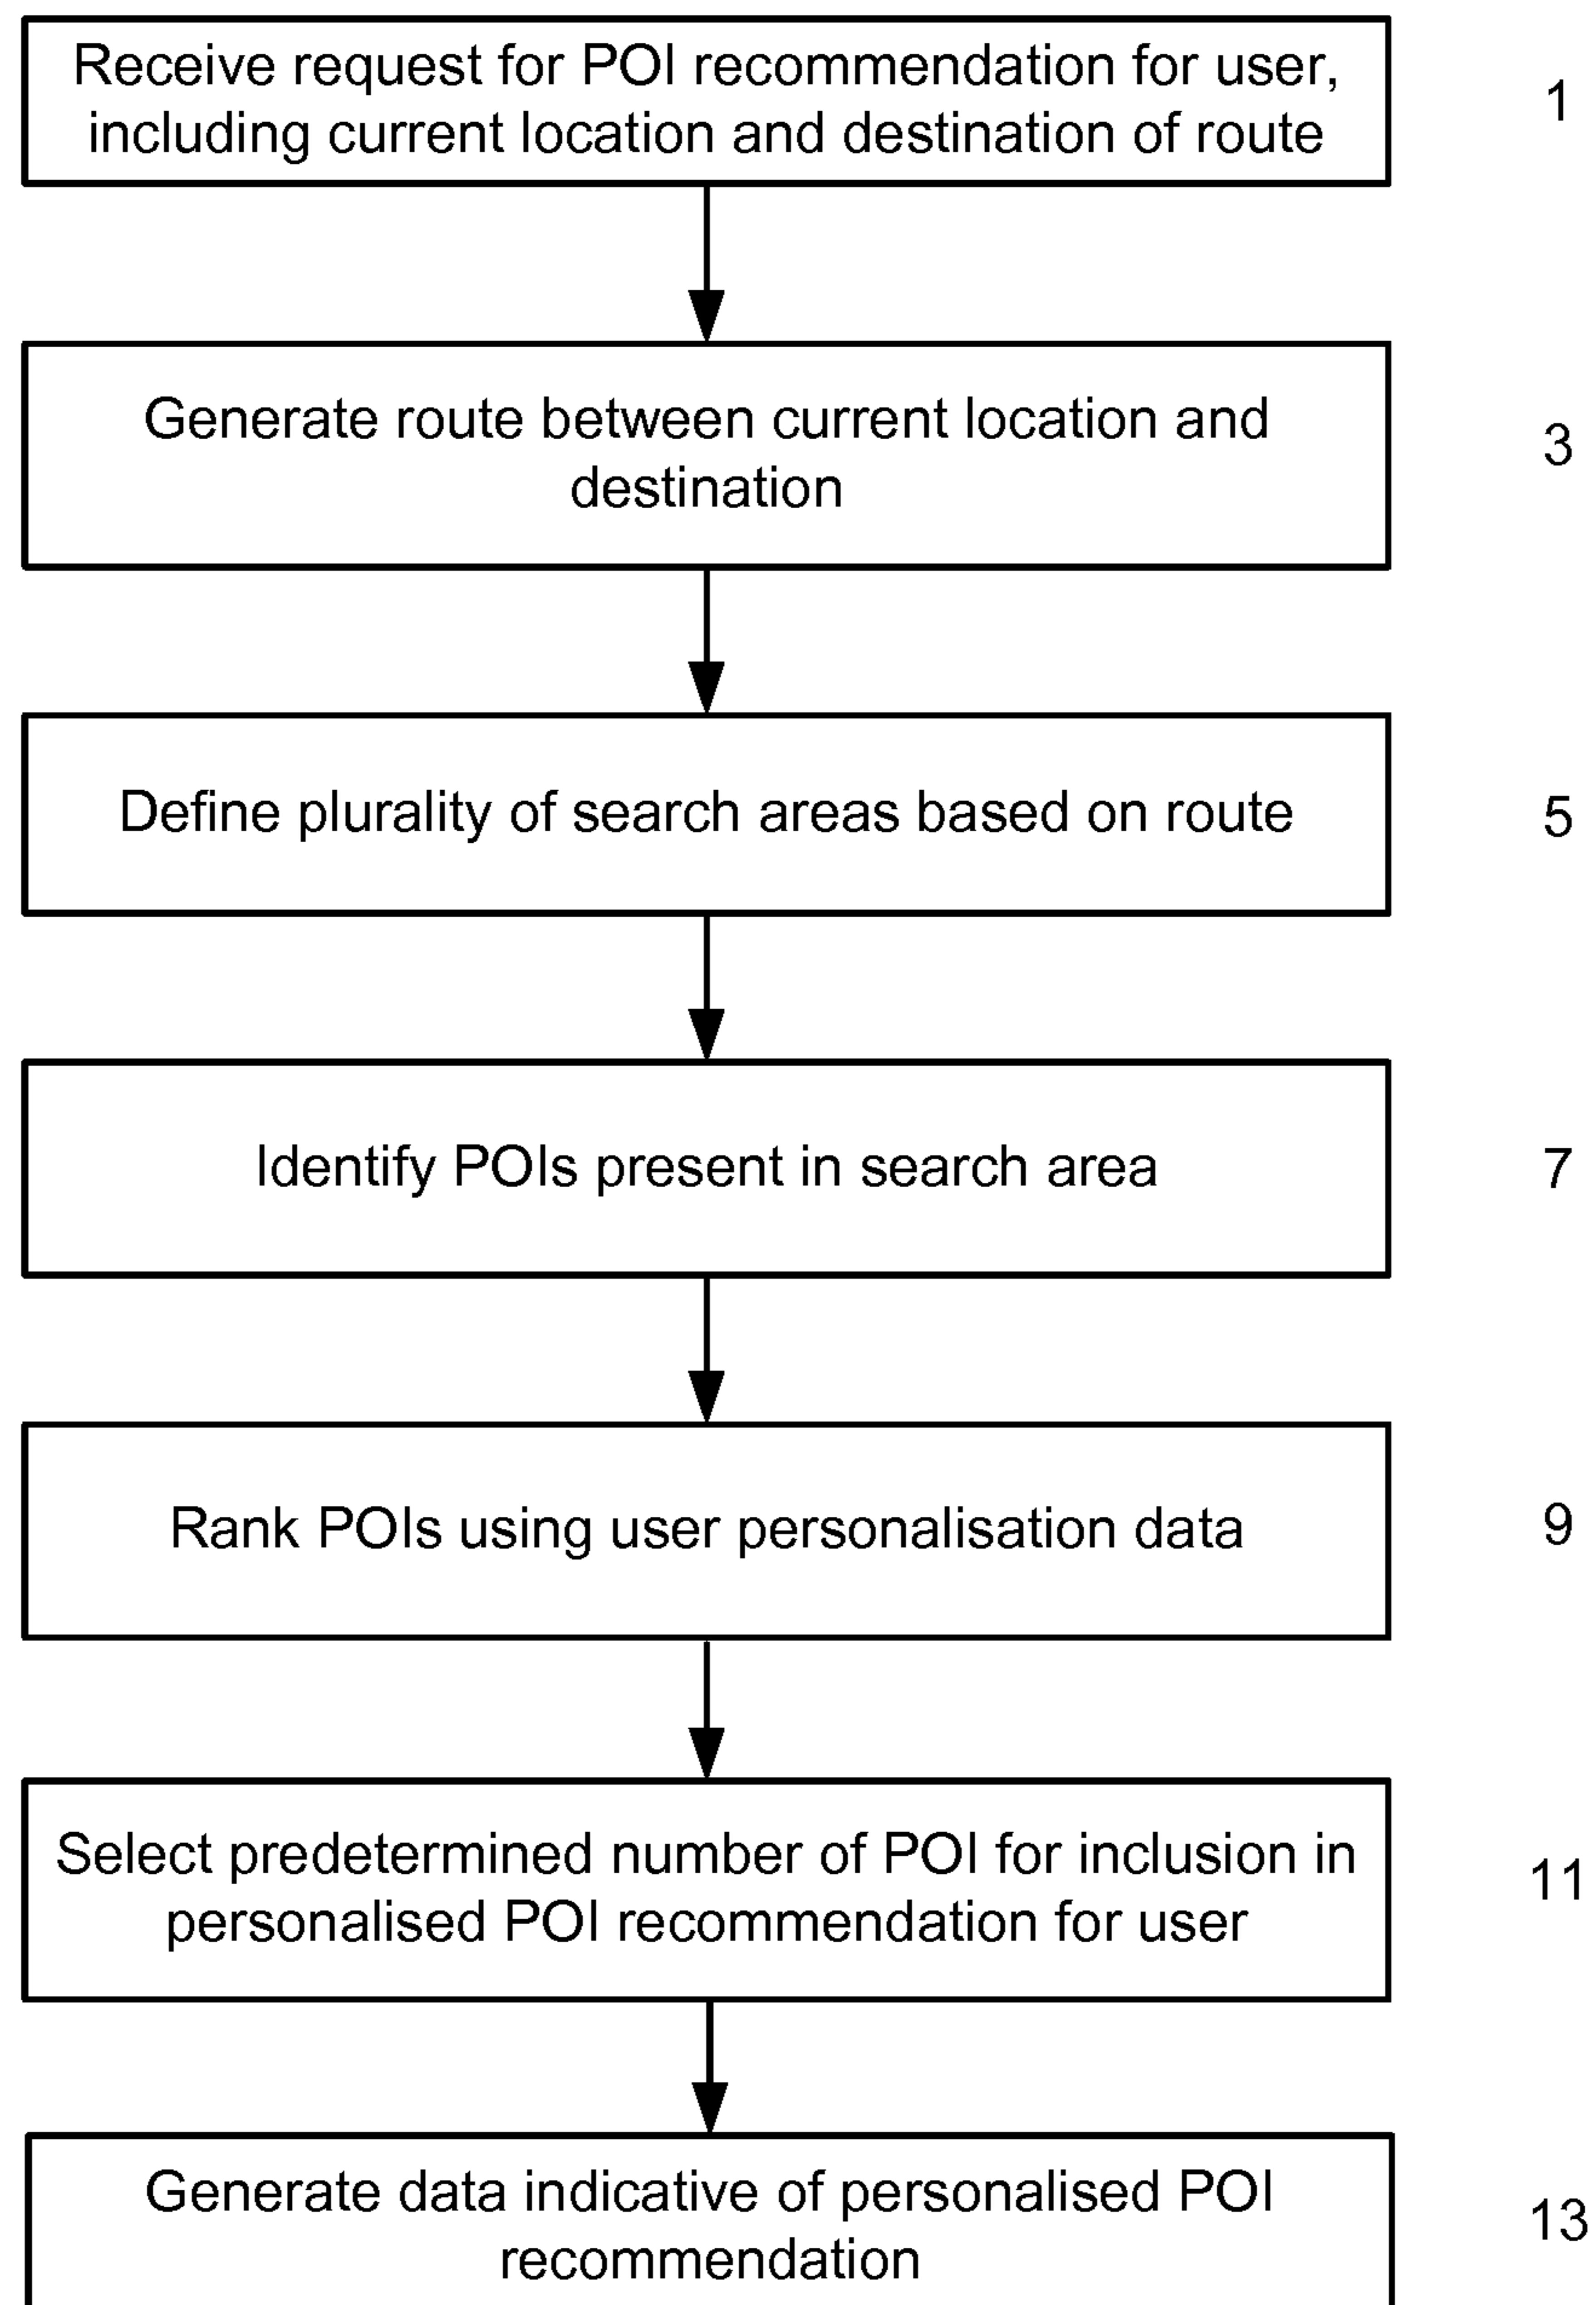 Receive request for POI recommendation for user,
including current location and destination of route
1
Generate route between current location and
destination
3
Define plurality of search areas based on route
5
Identify POIs present in search area
7
Rank POIs using user personalisation data
9
Select predetermined number of POI for inclusion in
personalised POI recommendation for user
11
Generate data indicative of personalised POI
recommendation
13